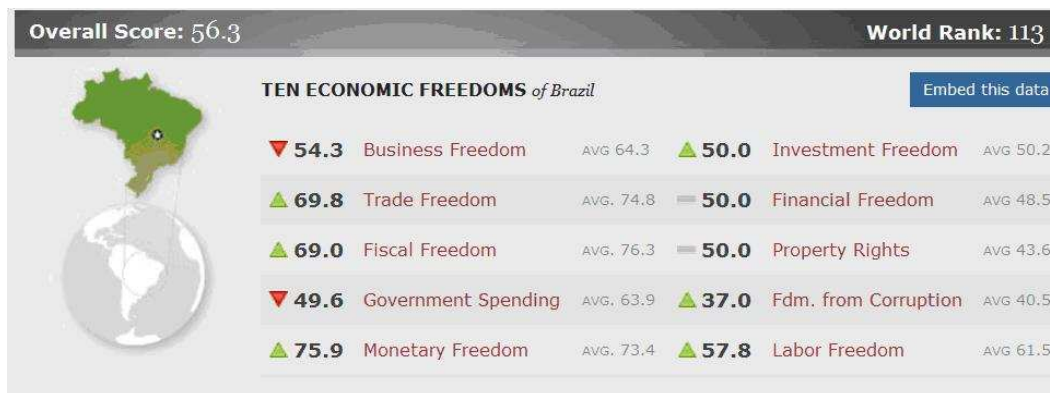 Overall Score: 56.3 World Rank: 113
TEN ECONOMIC FREEDOMS of Brazil Embed this data
54.3 Business Freedom AVG 64.3 50.0 Investment Freedom AVG 50.2
69.8 Trade Freedom AVG. 74.8 50.0 Financial Freedom AVG 48.5
69.0 Fiscal Freedom AVG. 76.3 50.0 Property Rights AVG 43.6
49.6 Government Spending AVG. 63.9 37.0 Fdm. from Corruption AVG 40.5
75.9 Monetary Freedom AVG. 73.4 57.8 Labor Freedom AVG 61.5